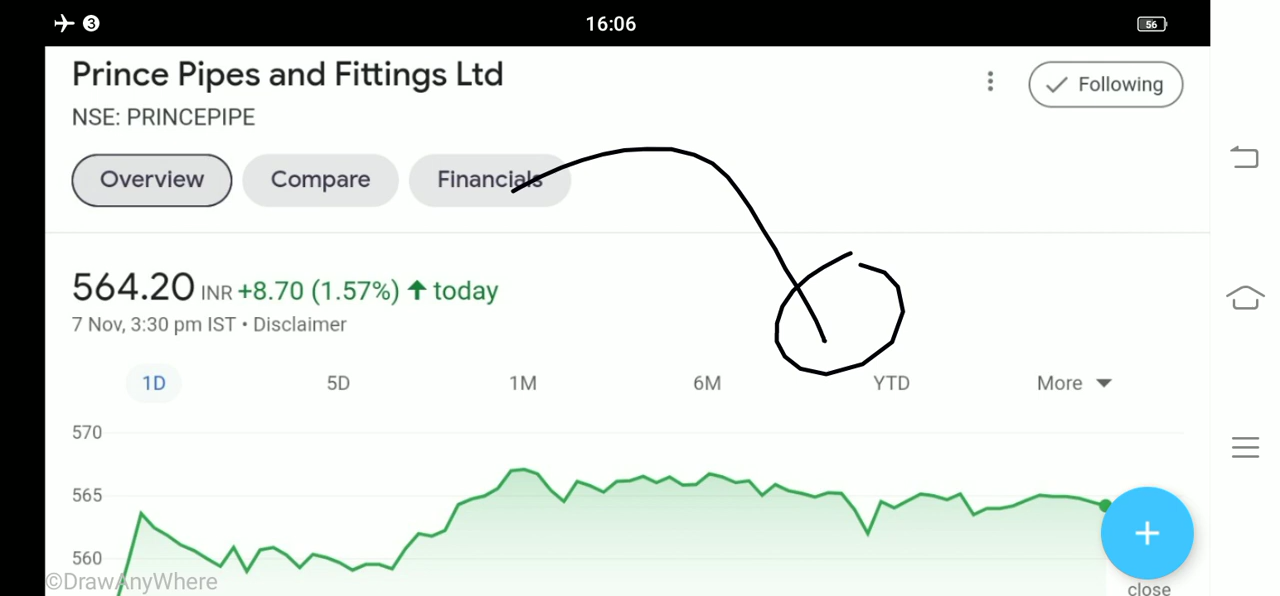 3 16:06 56
Prince Pipes and Fittings Ltd
Following
NSE: PRINCEPIPE
Overview Compare Financials
564.20 INR +8.70 (1.57%) ↑ today
7 Nov, 3:30 pm IST • Disclaimer
1D 5D 1M 6M YTD More
570
565
560
©DrawAnyWhere
+
close